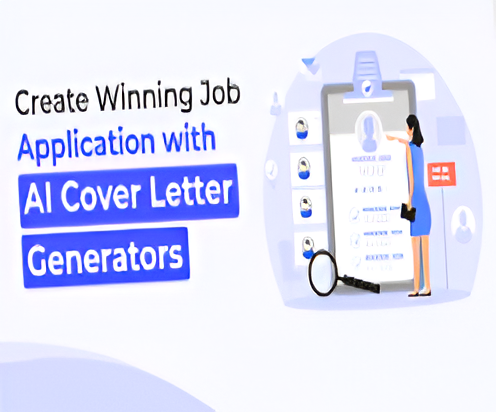 Create Winning Job
Application with
AI Cover Letter
Generators